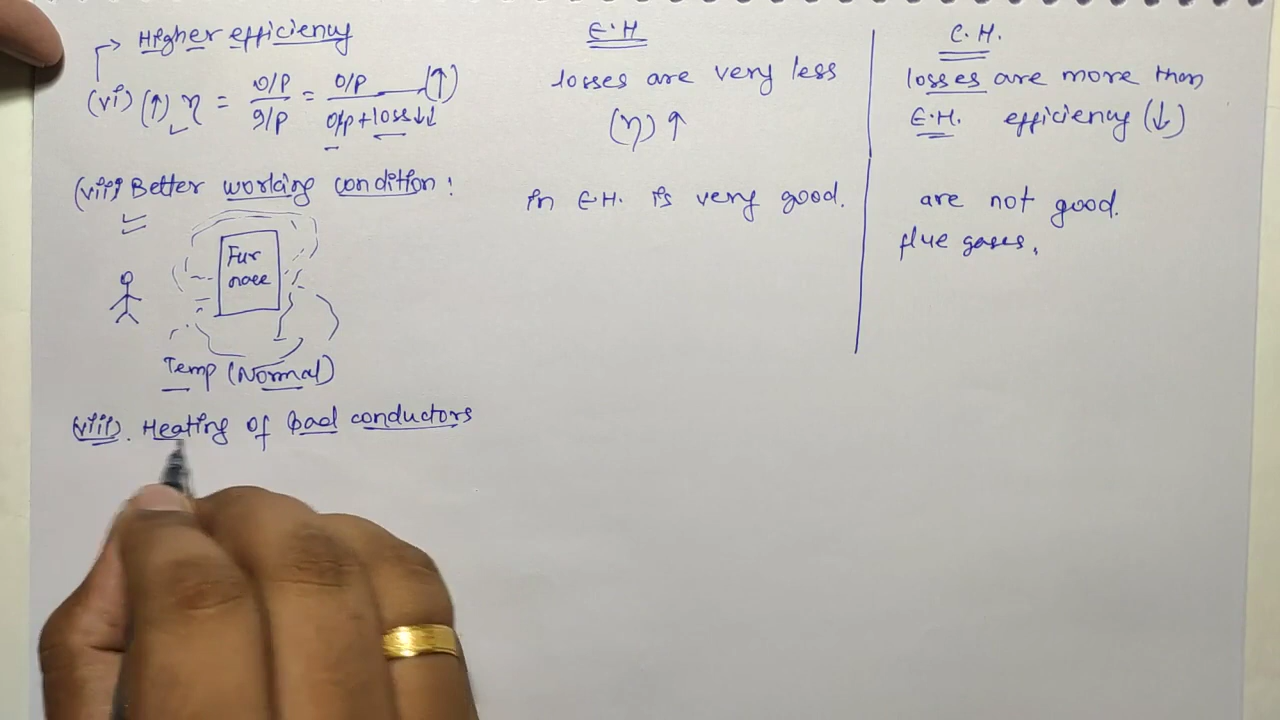 Higher efficiency
(vi) (↑) η = O/P / I/P = O/P / O/P + loss↓↓ (↑)
(vii) Better working condition :
Fur
nace
Temp (Normal)
(viii). Heating of bad conductors
E.H
losses are very less
(η) ↑
in E.H. is very good.
C.H.
losses are more than
E.H. efficiency (↓)
are not good.
flue gases,